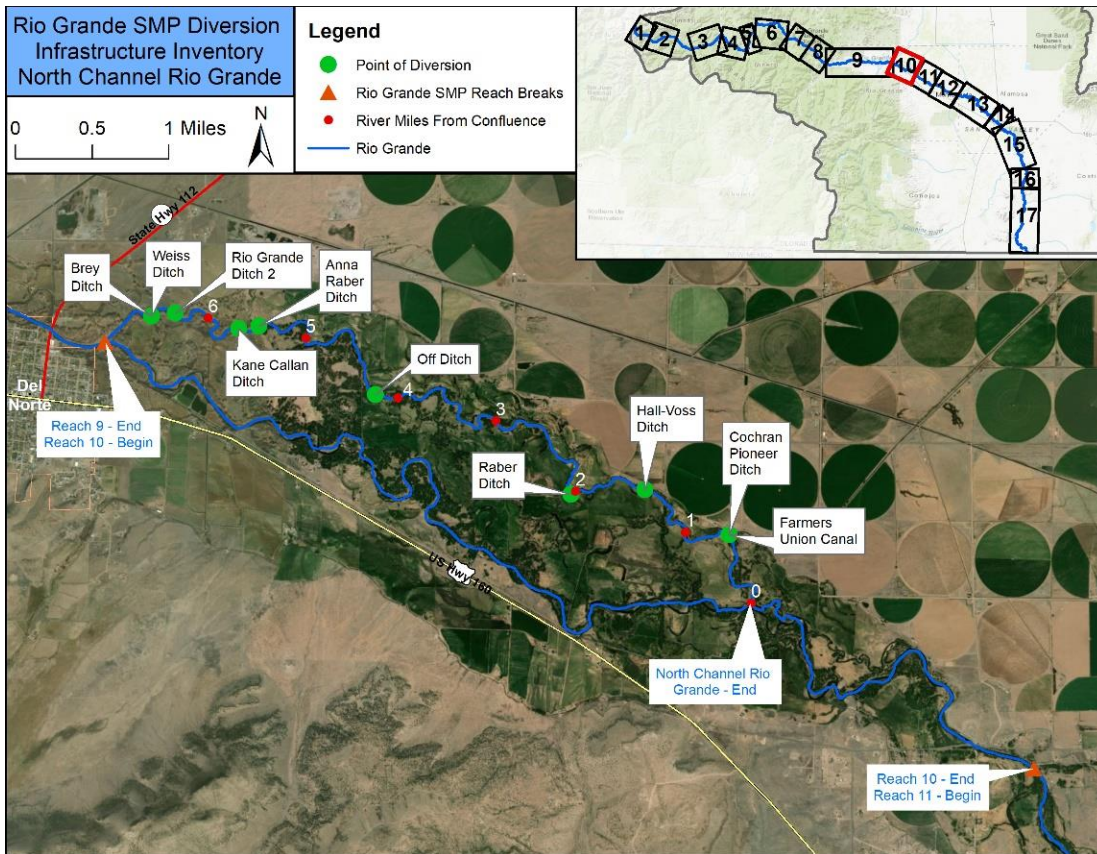 Rio Grande SMP Diversion
Infrastructure Inventory
North Channel Rio Grande
0 0.5 1 Miles
N
Legend
Point of Diversion
Rio Grande SMP Reach Breaks
River Miles From Confluence
Rio Grande
1
2
3
4
5
6
7
8
9
10
11
12
13
14
15
16
17
State Hwy 112
Brey
Ditch
Weiss
Ditch
Rio Grande
Ditch 2
Anna
Raber
Ditch
6
5
Kane Callan
Ditch
Off Ditch
4
3
Del
Norte
Reach 9 - End
Reach 10 - Begin
Hall-Voss
Ditch
Cochran
Pioneer
Ditch
Raber
Ditch
2
1
Farmers
Union Canal
US Hwy 160
0
North Channel Rio
Grande - End
Reach 10 - End
Reach 11 - Begin